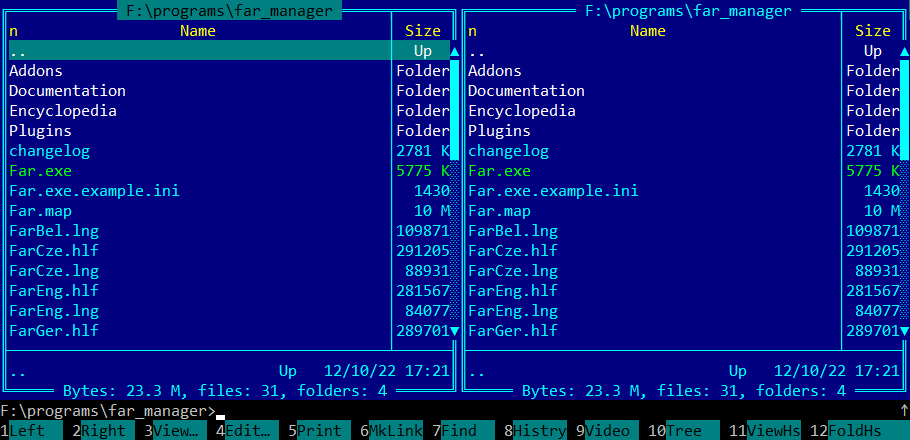 F:\programs\far_manager F:\programs\far_manager
n Name Size n Name Size
.. Up .. Up
Addons Folder Addons Folder
Documentation Folder Documentation Folder
Encyclopedia Folder Encyclopedia Folder
Plugins Folder Plugins Folder
changelog 2781 K changelog 2781 K
Far.exe 5775 K Far.exe 5775 K
Far.exe.example.ini 1430 Far.exe.example.ini 1430
Far.map 10 M Far.map 10 M
FarBel.lng 109871 FarBel.lng 109871
FarCze.hlf 291205 FarCze.hlf 291205
FarCze.lng 88931 FarCze.lng 88931
FarEng.hlf 281567 FarEng.hlf 281567
FarEng.lng 84077 FarEng.lng 84077
FarGer.hlf 289701 FarGer.hlf 289701
.. Up 12/10/22 17:21 .. Up 12/10/22 17:21
Bytes: 23.3 M, files: 31, folders: 4 Bytes: 23.3 M, files: 31, folders: 4
F:\programs\far_manager>
1Left 2Right 3View… 4Edit… 5Print 6MkLink 7Find 8Histry 9Video 10Tree 11ViewHs 12FoldHs